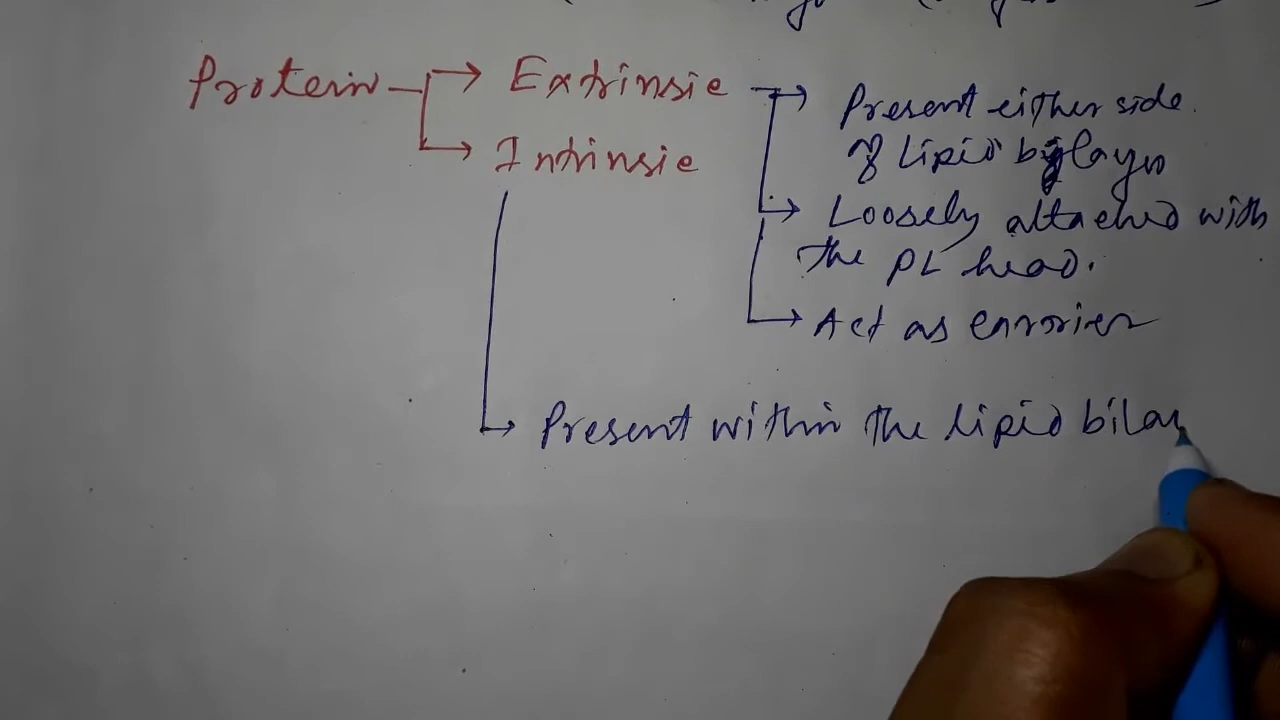 Protein → Extrinsic → Present either side
of Lipid bilayer
→ Intrinsic
→ Loosely attached with
the PL head.
→ Act as carrier
→ Present within the lipid bilay